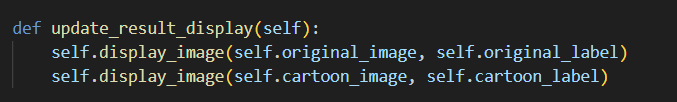 def update_result_display(self):
    self.display_image(self.original_image, self.original_label)
    self.display_image(self.cartoon_image, self.cartoon_label)